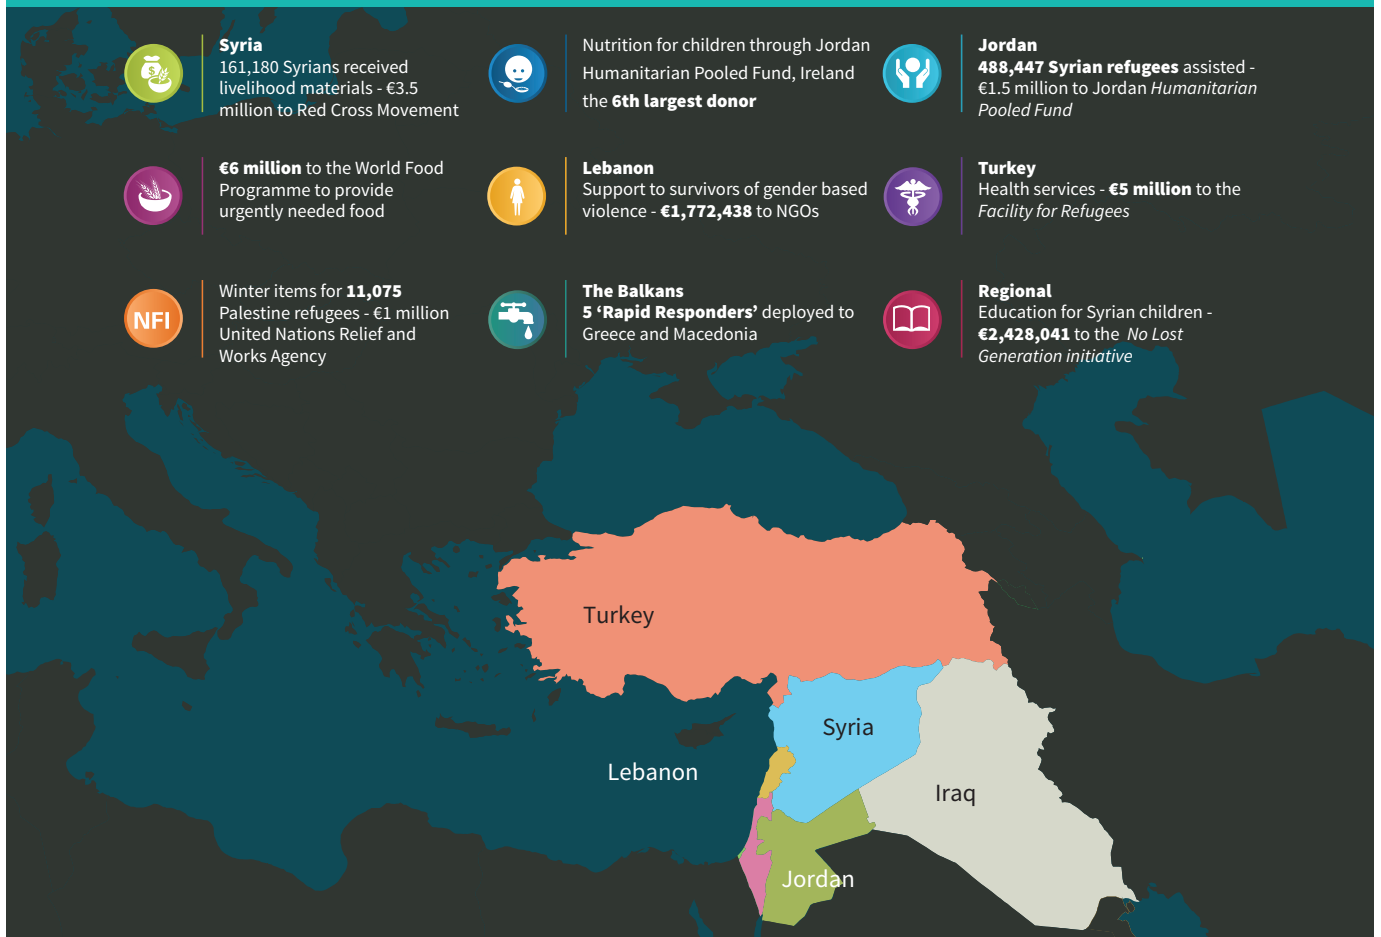 Syria
161,180 Syrians received
livelihood materials - €3.5
million to Red Cross Movement
Nutrition for children through Jordan
Humanitarian Pooled Fund, Ireland
the 6th largest donor
Jordan
488,447 Syrian refugees assisted -
€1.5 million to Jordan Humanitarian
Pooled Fund
€6 million to the World Food
Programme to provide
urgently needed food
Lebanon
Support to survivors of gender based
violence - €1,772,438 to NGOs
Turkey
Health services - €5 million to the
Facility for Refugees
NFI
Winter items for 11,075
Palestine refugees - €1 million
United Nations Relief and
Works Agency
The Balkans
5 ‘Rapid Responders’ deployed to
Greece and Macedonia
Regional
Education for Syrian children -
€2,428,041 to the No Lost
Generation initiative
Turkey
Syria
Lebanon
Iraq
Jordan